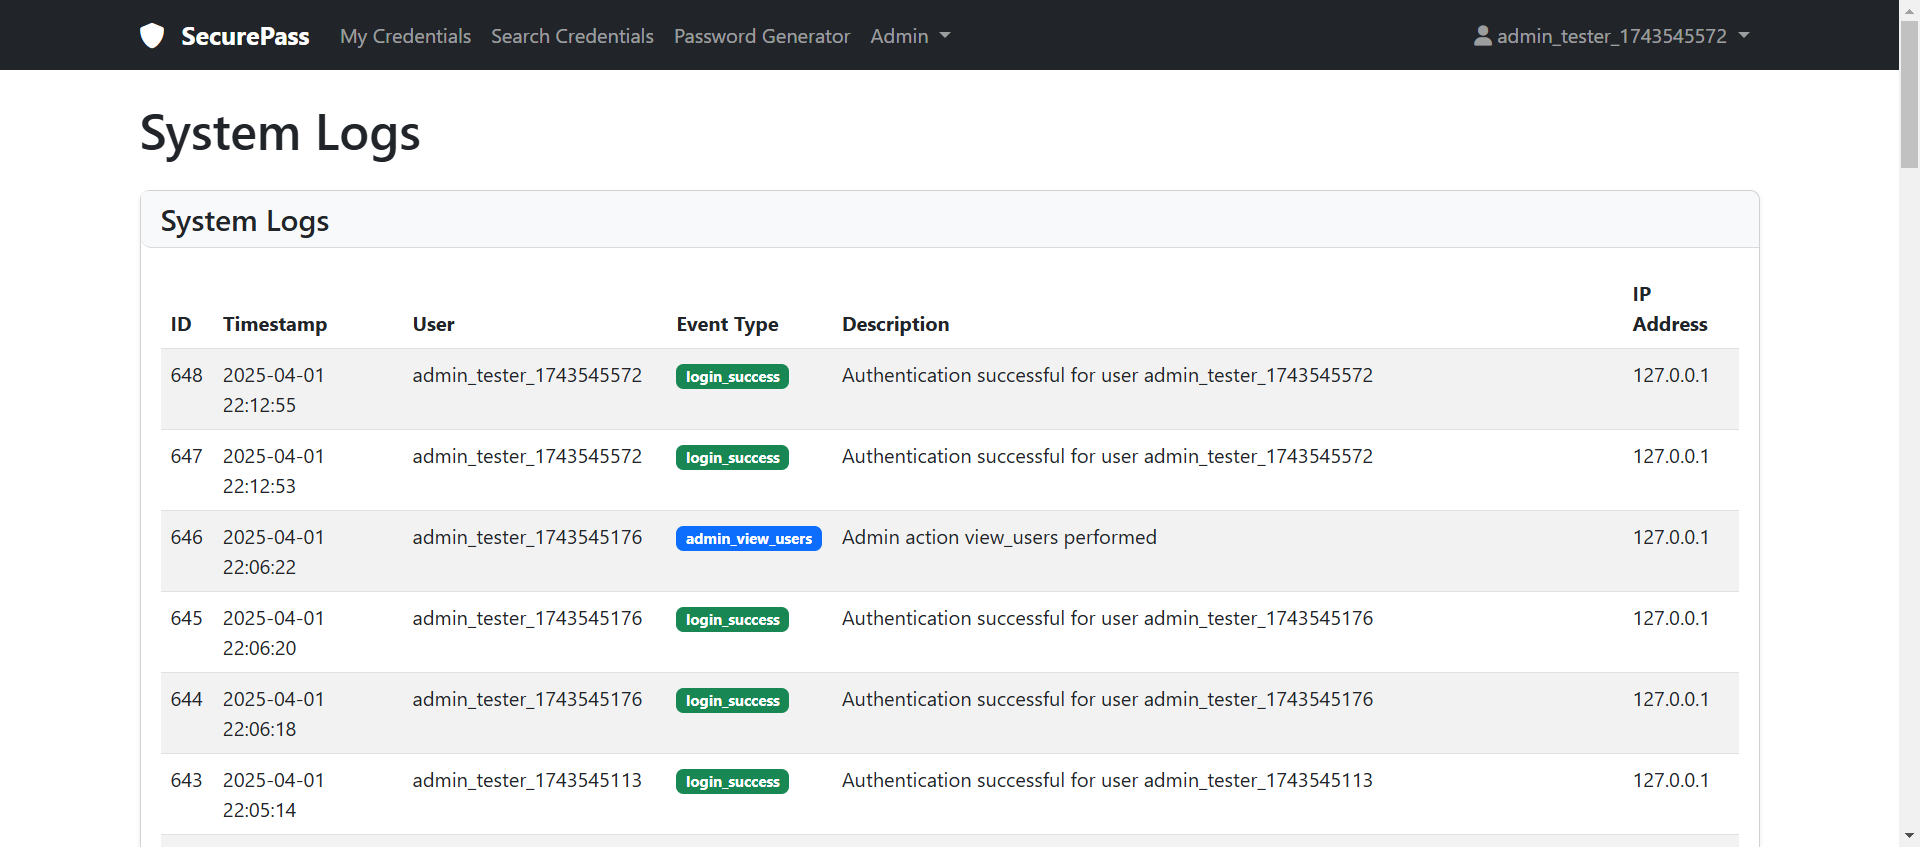 SecurePass My Credentials Search Credentials Password Generator Admin admin_tester_1743545572
System Logs
System Logs
ID Timestamp User Event Type Description IP Address
648 2025-04-01 22:12:55 admin_tester_1743545572 login_success Authentication successful for user admin_tester_1743545572 127.0.0.1
647 2025-04-01 22:12:53 admin_tester_1743545572 login_success Authentication successful for user admin_tester_1743545572 127.0.0.1
646 2025-04-01 22:06:22 admin_tester_1743545176 admin_view_users Admin action view_users performed 127.0.0.1
645 2025-04-01 22:06:20 admin_tester_1743545176 login_success Authentication successful for user admin_tester_1743545176 127.0.0.1
644 2025-04-01 22:06:18 admin_tester_1743545176 login_success Authentication successful for user admin_tester_1743545176 127.0.0.1
643 2025-04-01 22:05:14 admin_tester_1743545113 login_success Authentication successful for user admin_tester_1743545113 127.0.0.1